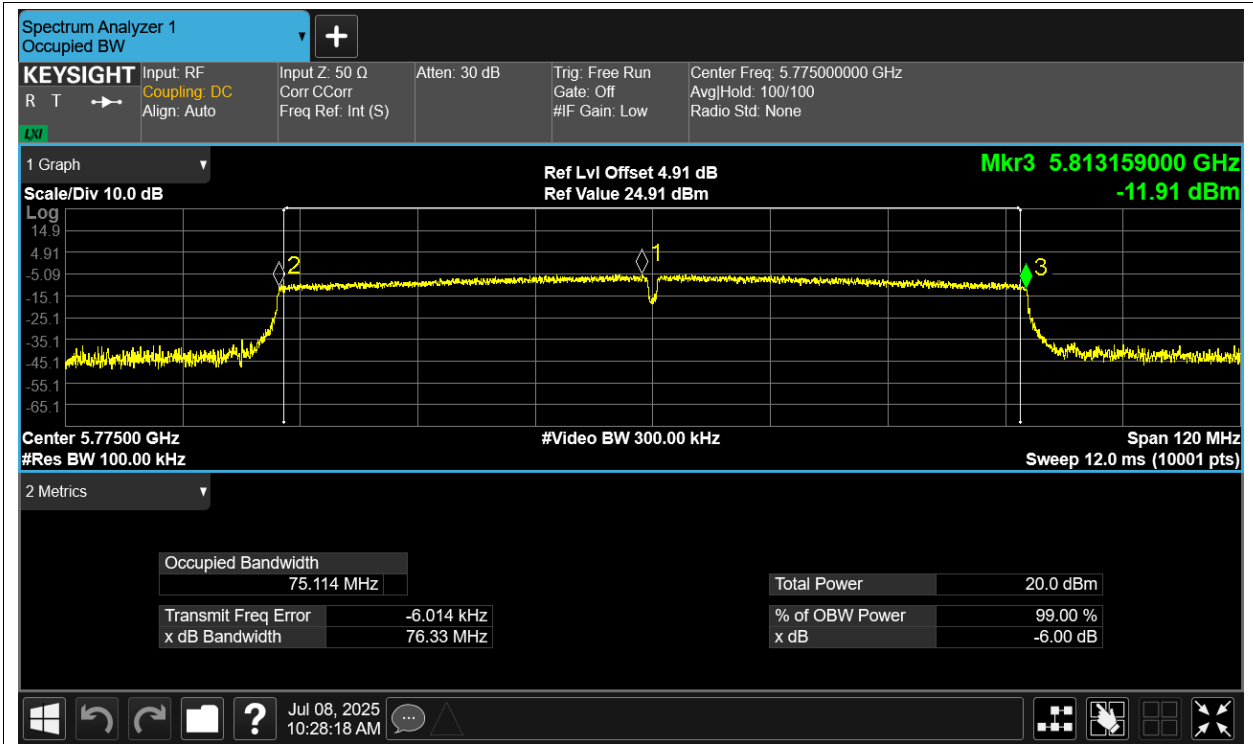 Spectrum Analyzer 1
Occupied BW
KEYSIGHT
R T
LXI
Input: RF
Coupling: DC
Align: Auto
Input Z: 50 Ω
Corr CCorr
Freq Ref: Int (S)
Atten: 30 dB
Trig: Free Run
Gate: Off
#IF Gain: Low
Center Freq: 5.775000000 GHz
Avg|Hold: 100/100
Radio Std: None
1 Graph
Scale/Div 10.0 dB
Ref Lvl Offset 4.91 dB
Ref Value 24.91 dBm
Mkr3 5.813159000 GHz
-11.91 dBm
Log
14.9
4.91
-5.09
-15.1
-25.1
-35.1
-45.1
-55.1
-65.1
2
1
3
Center 5.77500 GHz
#Res BW 100.00 kHz
#Video BW 300.00 kHz
Span 120 MHz
Sweep 12.0 ms (10001 pts)
2 Metrics
Occupied Bandwidth
75.114 MHz
Transmit Freq Error -6.014 kHz
x dB Bandwidth 76.33 MHz
Total Power 20.0 dBm
% of OBW Power 99.00 %
x dB -6.00 dB
?
Jul 08, 2025
10:28:18 AM